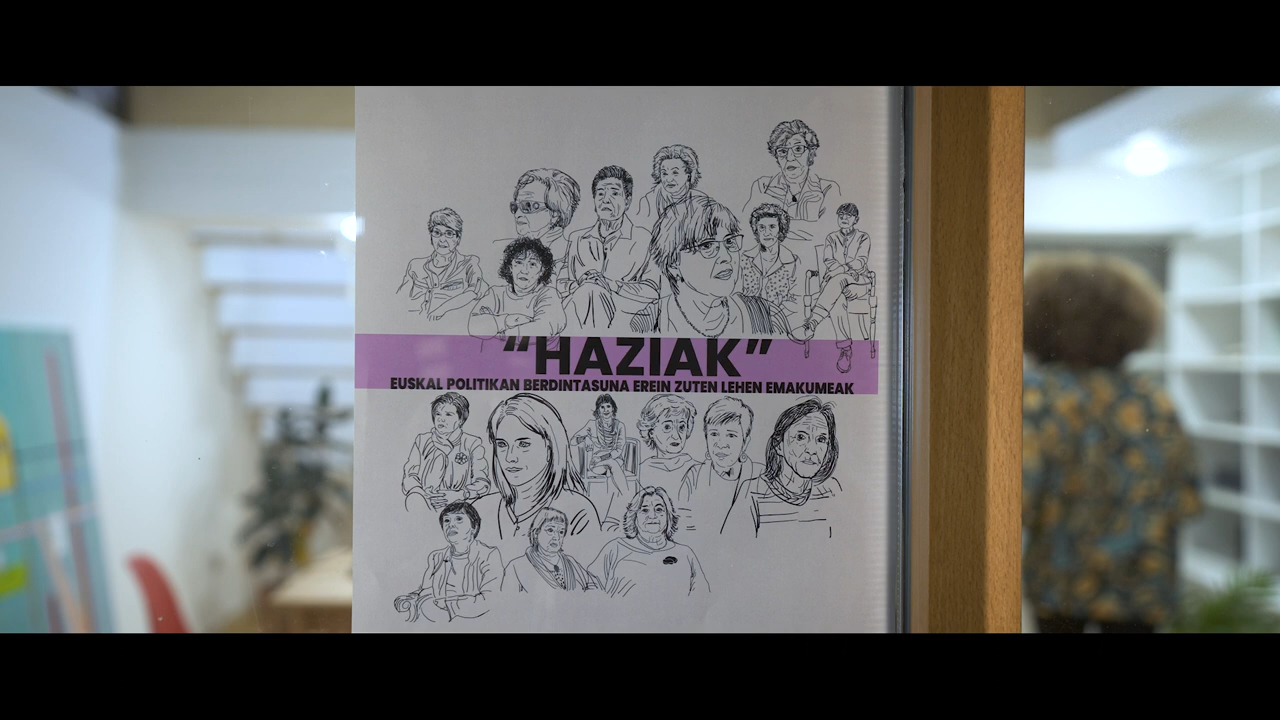 “HAZIAK”
EUSKAL POLITIKAN BERDINTASUNA EREIN ZUTEN LEHEN EMAKUMEAK